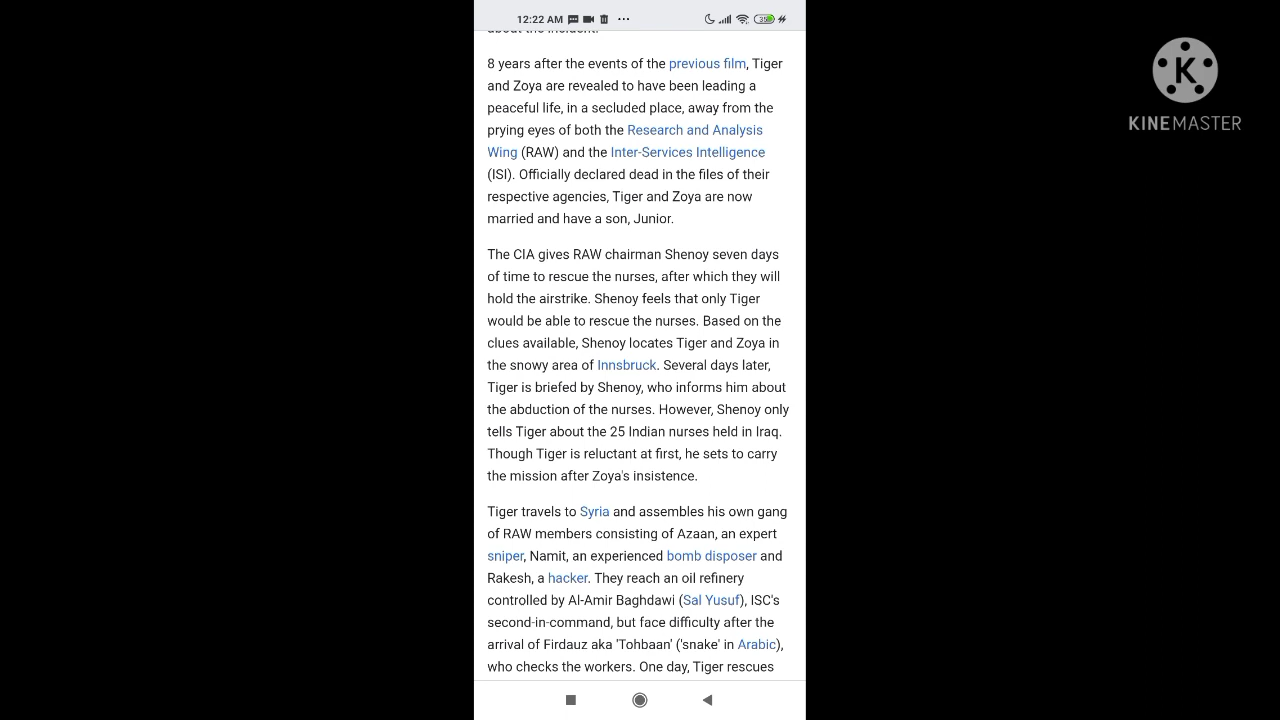 12:22 AM
35
about the incident.
8 years after the events of the previous film, Tiger
and Zoya are revealed to have been leading a
peaceful life, in a secluded place, away from the
prying eyes of both the Research and Analysis
Wing (RAW) and the Inter-Services Intelligence
(ISI). Officially declared dead in the files of their
respective agencies, Tiger and Zoya are now
married and have a son, Junior.
The CIA gives RAW chairman Shenoy seven days
of time to rescue the nurses, after which they will
hold the airstrike. Shenoy feels that only Tiger
would be able to rescue the nurses. Based on the
clues available, Shenoy locates Tiger and Zoya in
the snowy area of Innsbruck. Several days later,
Tiger is briefed by Shenoy, who informs him about
the abduction of the nurses. However, Shenoy only
tells Tiger about the 25 Indian nurses held in Iraq.
Though Tiger is reluctant at first, he sets to carry
the mission after Zoya's insistence.
Tiger travels to Syria and assembles his own gang
of RAW members consisting of Azaan, an expert
sniper, Namit, an experienced bomb disposer and
Rakesh, a hacker. They reach an oil refinery
controlled by Al-Amir Baghdawi (Sal Yusuf), ISC's
second-in-command, but face difficulty after the
arrival of Firdauz aka 'Tohbaan' ('snake' in Arabic),
who checks the workers. One day, Tiger rescues
K
KINEMASTER